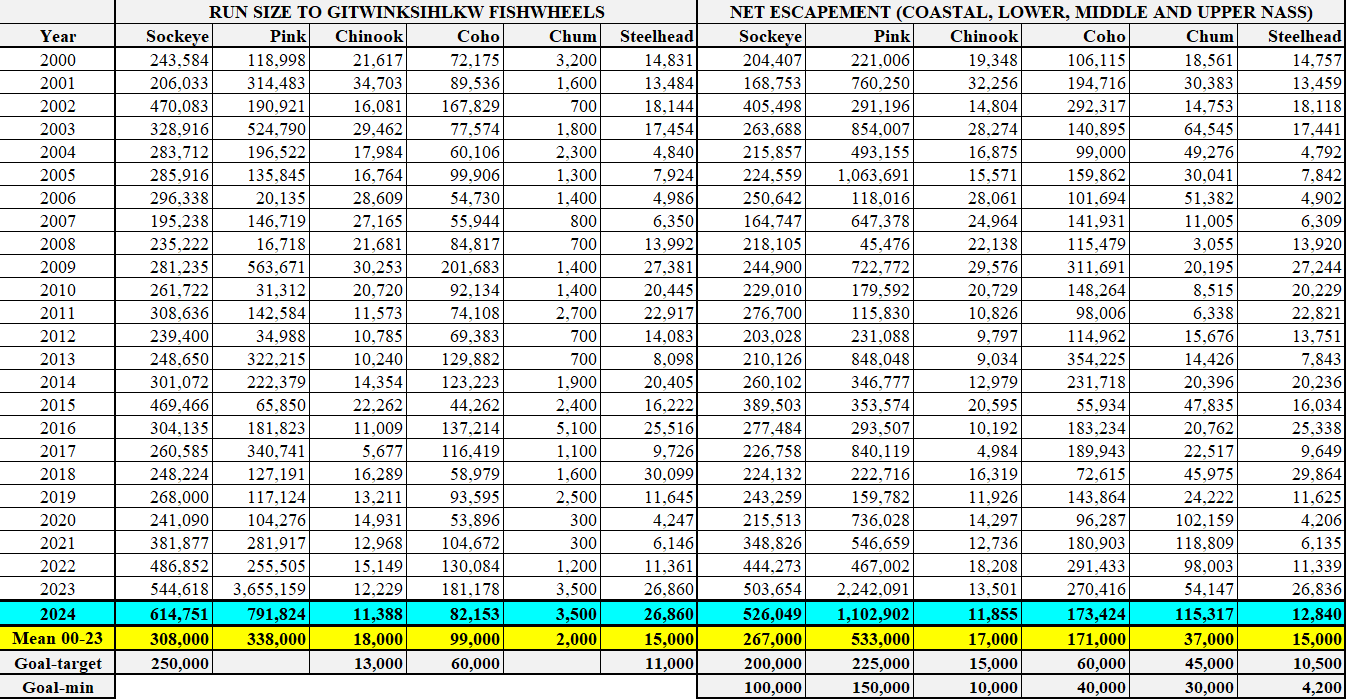 RUN SIZE TO GITWINKSIHLKW FISHWHEELS NET ESCAPEMENT (COASTAL, LOWER, MIDDLE AND UPPER NASS)
Year Sockeye Pink Chinook Coho Chum Steelhead Sockeye Pink Chinook Coho Chum Steelhead
2000 243,584 118,998 21,617 72,175 3,200 14,831 204,407 221,006 19,348 106,115 18,561 14,757
2001 206,033 314,483 34,703 89,536 1,600 13,484 168,753 760,250 32,256 194,716 30,383 13,459
2002 470,083 190,921 16,081 167,829 700 18,144 405,498 291,196 14,804 292,317 14,753 18,118
2003 328,916 524,790 29,462 77,574 1,800 17,454 263,688 854,007 28,274 140,895 64,545 17,441
2004 283,712 196,522 17,984 60,106 2,300 4,840 215,857 493,155 16,875 99,000 49,276 4,792
2005 285,916 135,845 16,764 99,906 1,300 7,924 224,559 1,063,691 15,571 159,862 30,041 7,842
2006 296,338 20,135 28,609 54,730 1,400 4,986 250,642 118,016 28,061 101,694 51,382 4,902
2007 195,238 146,719 27,165 55,944 800 6,350 164,747 647,378 24,964 141,931 11,005 6,309
2008 235,222 16,718 21,681 84,817 700 13,992 218,105 45,476 22,138 115,479 3,055 13,920
2009 281,235 563,671 30,253 201,683 1,400 27,381 244,900 722,772 29,576 311,691 20,195 27,244
2010 261,722 31,312 20,720 92,134 1,400 20,445 229,010 179,592 20,729 148,264 8,515 20,229
2011 308,636 142,584 11,573 74,108 2,700 22,917 276,700 115,830 10,826 98,006 6,338 22,821
2012 239,400 34,988 10,785 69,383 700 14,083 203,028 231,088 9,797 114,962 15,676 13,751
2013 248,650 322,215 10,240 129,882 700 8,098 210,126 848,048 9,034 354,225 14,426 7,843
2014 301,072 222,379 14,354 123,223 1,900 20,405 260,102 346,777 12,979 231,718 20,396 20,236
2015 469,466 65,850 22,262 44,262 2,400 16,222 389,503 353,574 20,595 55,934 47,835 16,034
2016 304,135 181,823 11,009 137,214 5,100 25,516 277,484 293,507 10,192 183,234 20,762 25,338
2017 260,585 340,741 5,677 116,419 1,100 9,726 226,758 840,119 4,984 189,943 22,517 9,649
2018 248,224 127,191 16,289 58,979 1,600 30,099 224,132 222,716 16,319 72,615 45,975 29,864
2019 268,000 117,124 13,211 93,595 2,500 11,645 243,259 159,782 11,926 143,864 24,222 11,625
2020 241,090 104,276 14,931 53,896 300 4,247 215,513 736,028 14,297 96,287 102,159 4,206
2021 381,877 281,917 12,968 104,672 300 6,146 348,826 546,659 12,736 180,903 118,809 6,135
2022 486,852 255,505 15,149 130,084 1,200 11,361 444,273 467,002 18,208 291,433 98,003 11,339
2023 544,618 3,655,159 12,229 181,178 3,500 26,860 503,654 2,242,091 13,501 270,416 54,147 26,836
2024 614,751 791,824 11,388 82,153 3,500 26,860 526,049 1,102,902 11,855 173,424 115,317 12,840
Mean 00-23 308,000 338,000 18,000 99,000 2,000 15,000 267,000 533,000 17,000 171,000 37,000 15,000
Goal-target 250,000 13,000 60,000 11,000 200,000 225,000 15,000 60,000 45,000 10,500
Goal-min 100,000 150,000 10,000 40,000 30,000 4,200